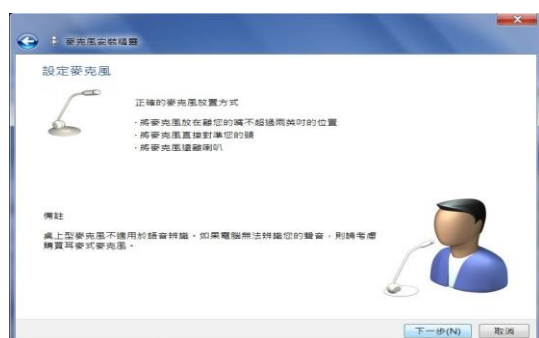 麥克風安裝精靈
設定麥克風
正確的麥克風放置方式
·將麥克風放在離您的嘴不超過兩英吋的位置
·將麥克風直接對準您的頭
·將麥克風遠離喇叭
備註
桌上型麥克風不適用於語音辨識。如果電腦無法辨識您的聲音，則請考慮
購買耳麥式麥克風。
下一步(N)
取消